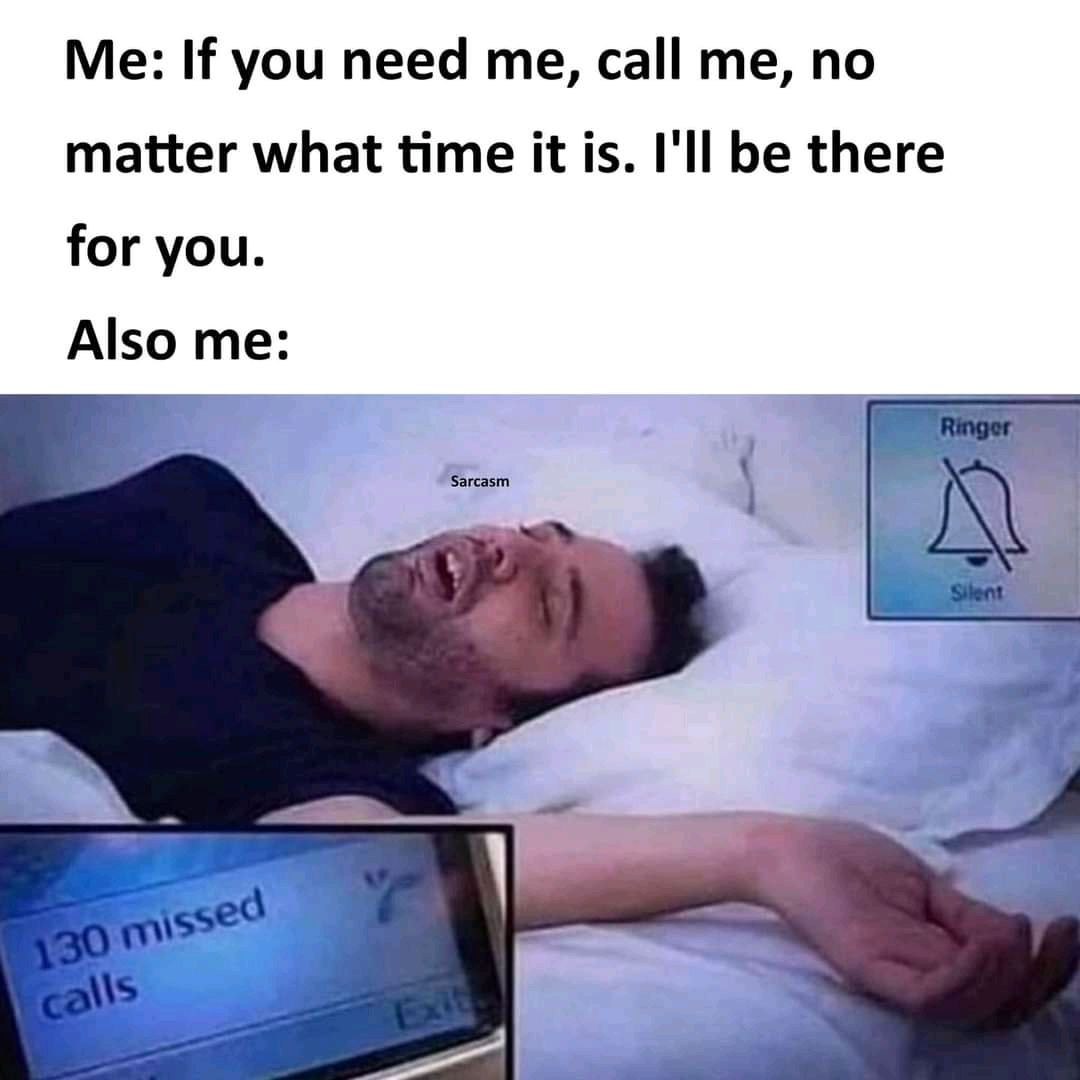 Me: If you need me, call me, no
matter what time it is. I'll be there
for you.
Also me:
Sarcasm
Ringer
Silent
130 missed
calls
Exit